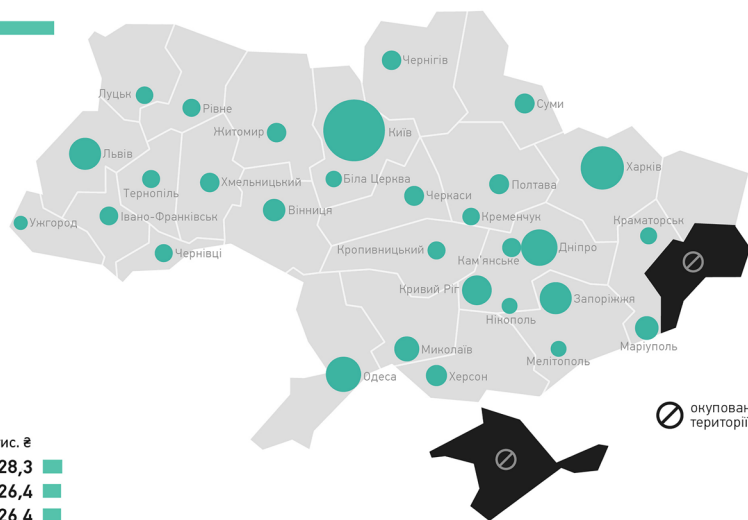 Чернігів
Луцьк
Рівне
Суми
Житомир
Київ
Львів
Харків
Тернопіль
Хмельницький
Біла Церква
Черкаси
Полтава
Ужгород
Івано-Франківськ
Вінниця
Кременчук
Краматорськ
Чернівці
Кропивницький
Кам'янське
Дніпро
Кривий Ріг
Запоріжжя
Нікополь
Миколаїв
Мелітополь
Маріуполь
Одеса
Херсон
окупован
території
ис. ₴
28,3
26,4
26,4